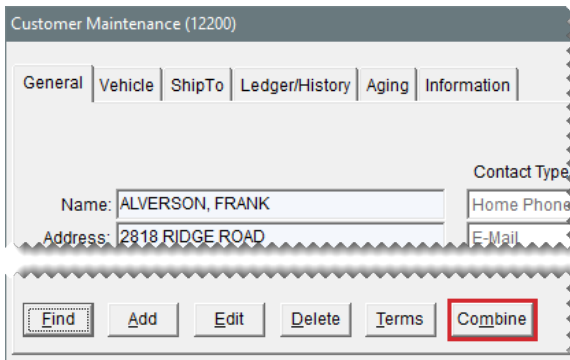 Customer Maintenance (12200)
General Vehicle ShipTo Ledger/History Aging Information
Contact Type
Name: ALVERSON, FRANK Home Phone
Address: 2818 RIDGE ROAD E-Mail
Find Add Edit Delete Terms Combine